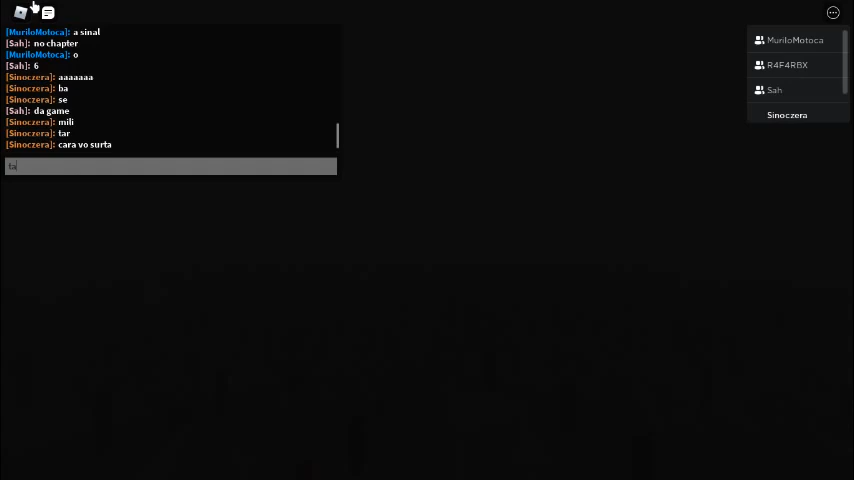 [MuriloMotoca]: a sinal
[Sah]: no chapter
[MuriloMotoca]: o
[Sah]: 6
[Sinoczera]: aaaaaaa
[Sinoczera]: ba
[Sinoczera]: se
[Sah]: da game
[Sinoczera]: mili
[Sinoczera]: tar
[Sinoczera]: cara vo surta
ta
MuriloMotoca
R4F4RBX
Sah
Sinoczera